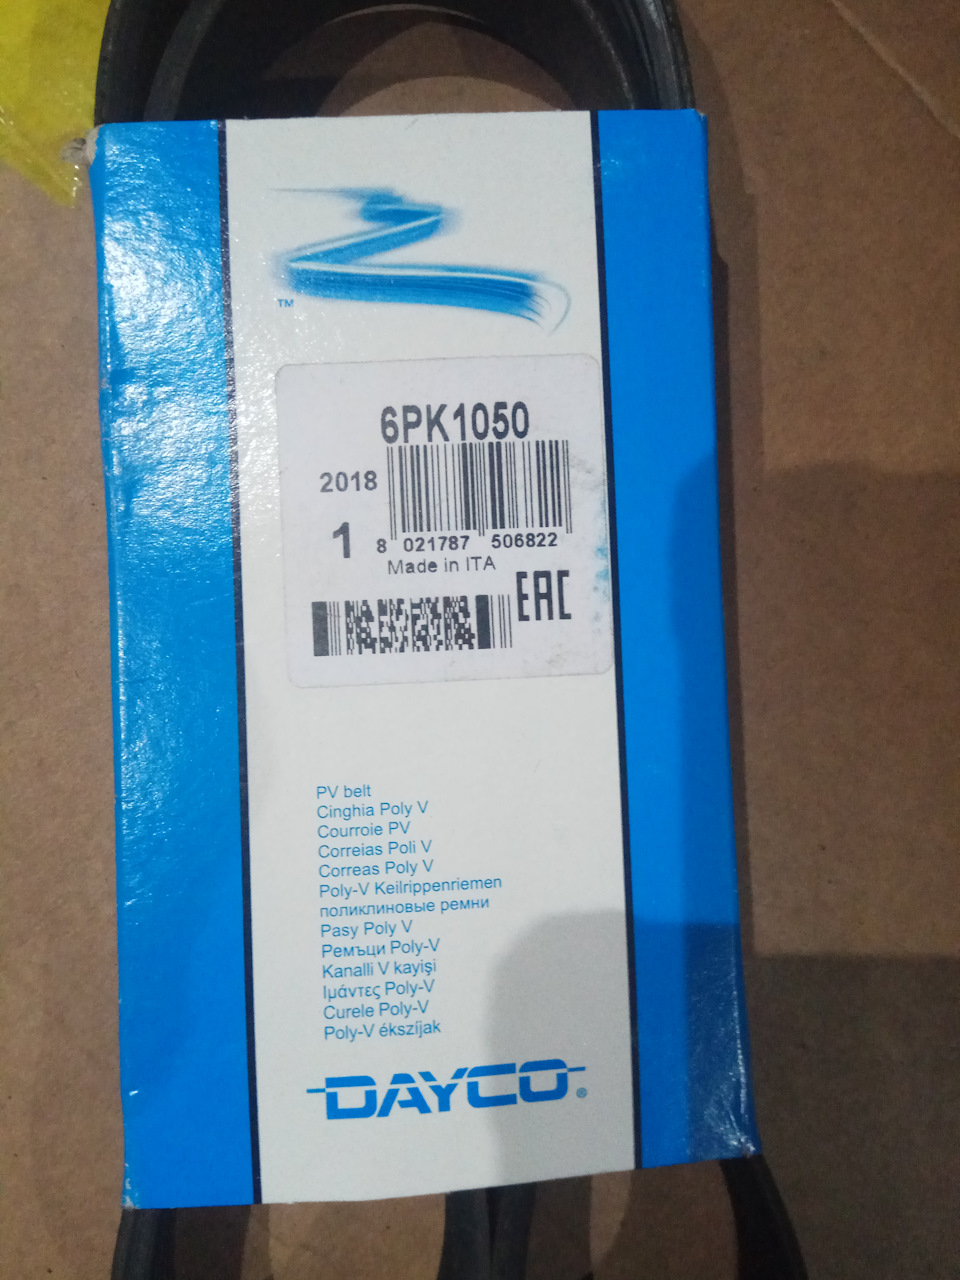 TM
6PK1050
2018
1
8 021787 506822
Made in ITA
EAC
PV belt
Cinghia Poly V
Courroie PV
Correias Poli V
Correas Poly V
Poly-V Keilrippenriemen
поликлиновые ремни
Pasy Poly V
Ремъци Poly-V
Kanalli V kayişi
Ιμάντες Poly-V
Curele Poly-V
Poly-V ékszíjak
DAYCO®